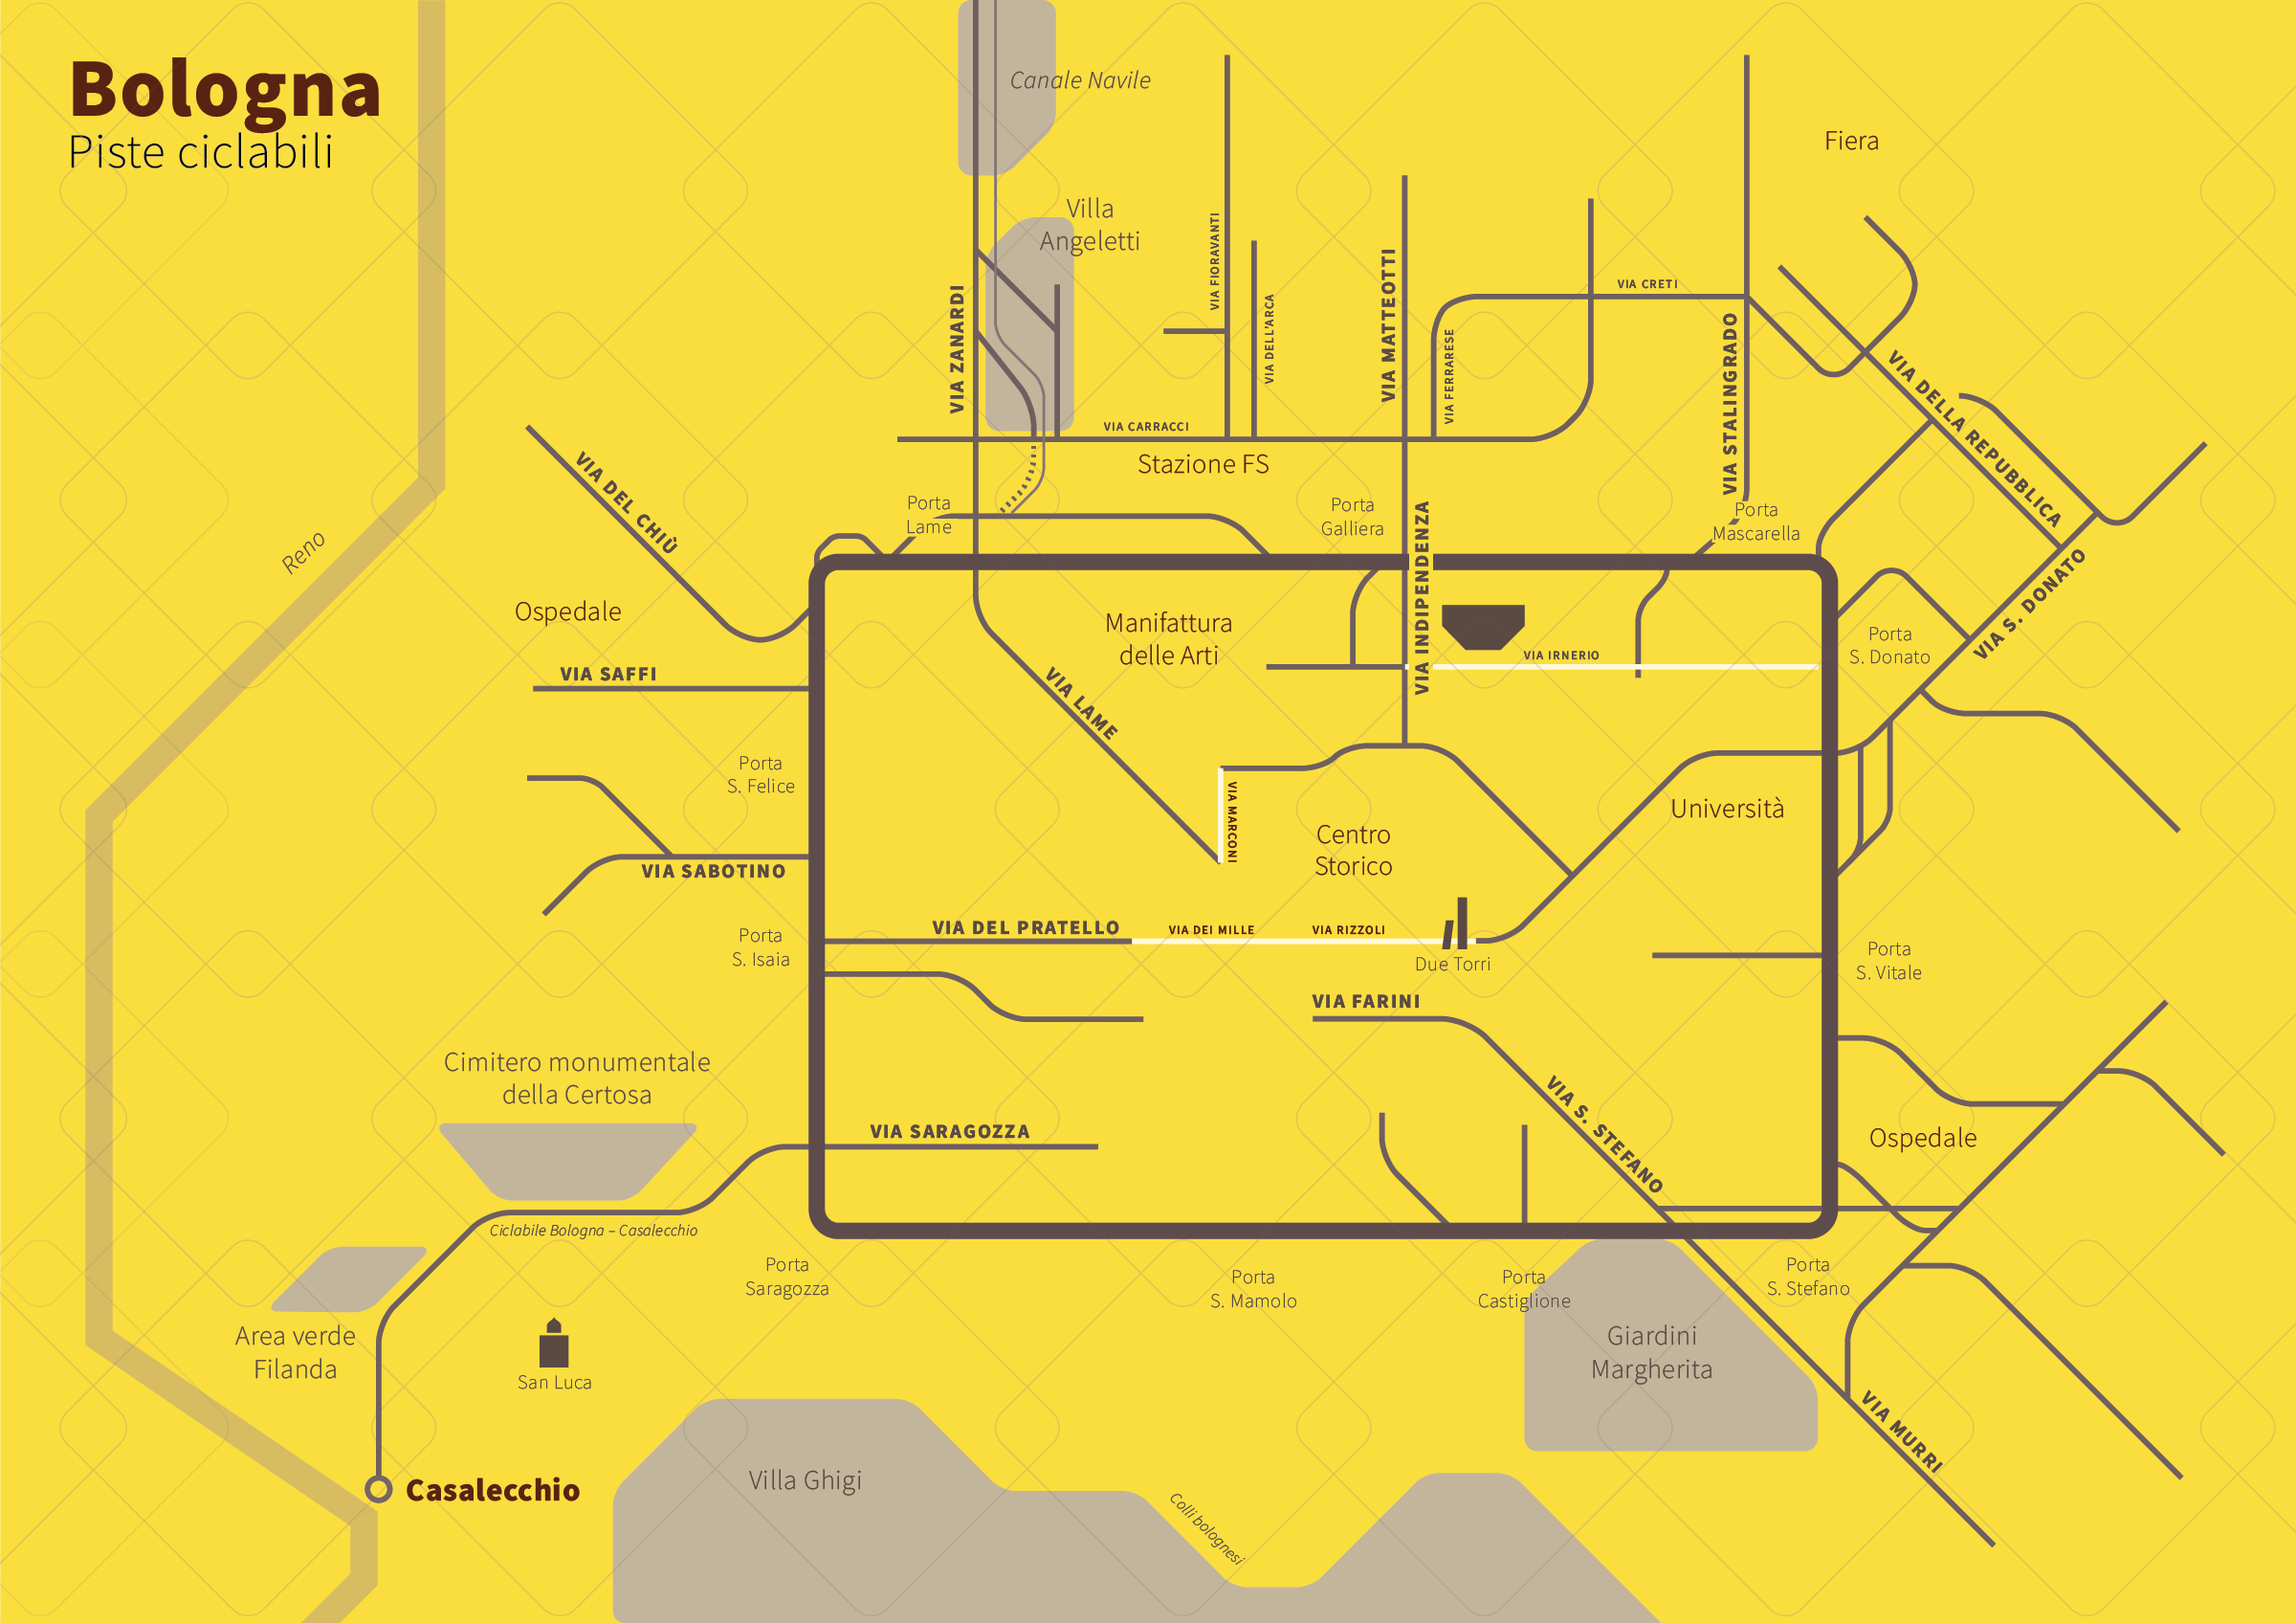 Bologna
Piste ciclabili
Canale Navile
Fiera
Villa
Angeletti
VIA FIORAVANTI
VIA DELL'ARCA
VIA ZANARDI
VIA MATTEOTTI
VIA FERRARESE
VIA CRETI
VIA STALINGRADO
VIA DELLA REPUBBLICA
VIA CARRACCI
Stazione FS
VIA DEL CHIÙ
Reno
Porta
Lame
Porta
Galliera
VIA INDIPENDENZA
Porta
Mascarella
VIA S. DONATO
Ospedale
Manifattura
delle Arti
VIA IRNERIO
Porta
S. Donato
VIA SAFFI
VIA LAME
Porta
S. Felice
VIA MARCONI
Centro
Storico
Università
VIA SABOTINO
VIA DEL PRATELLO
VIA DEI MILLE
VIA RIZZOLI
Due Torri
Porta
S. Isaia
Porta
S. Vitale
VIA FARINI
Cimitero monumentale
della Certosa
VIA S. STEFANO
Ospedale
VIA SARAGOZZA
Ciclabile Bologna – Casalecchio
Porta
Saragozza
Porta
S. Mamolo
Porta
Castiglione
Porta
S. Stefano
Area verde
Filanda
San Luca
Giardini
Margherita
VIA MURRI
Casalecchio
Villa Ghigi
Colli bolognesi